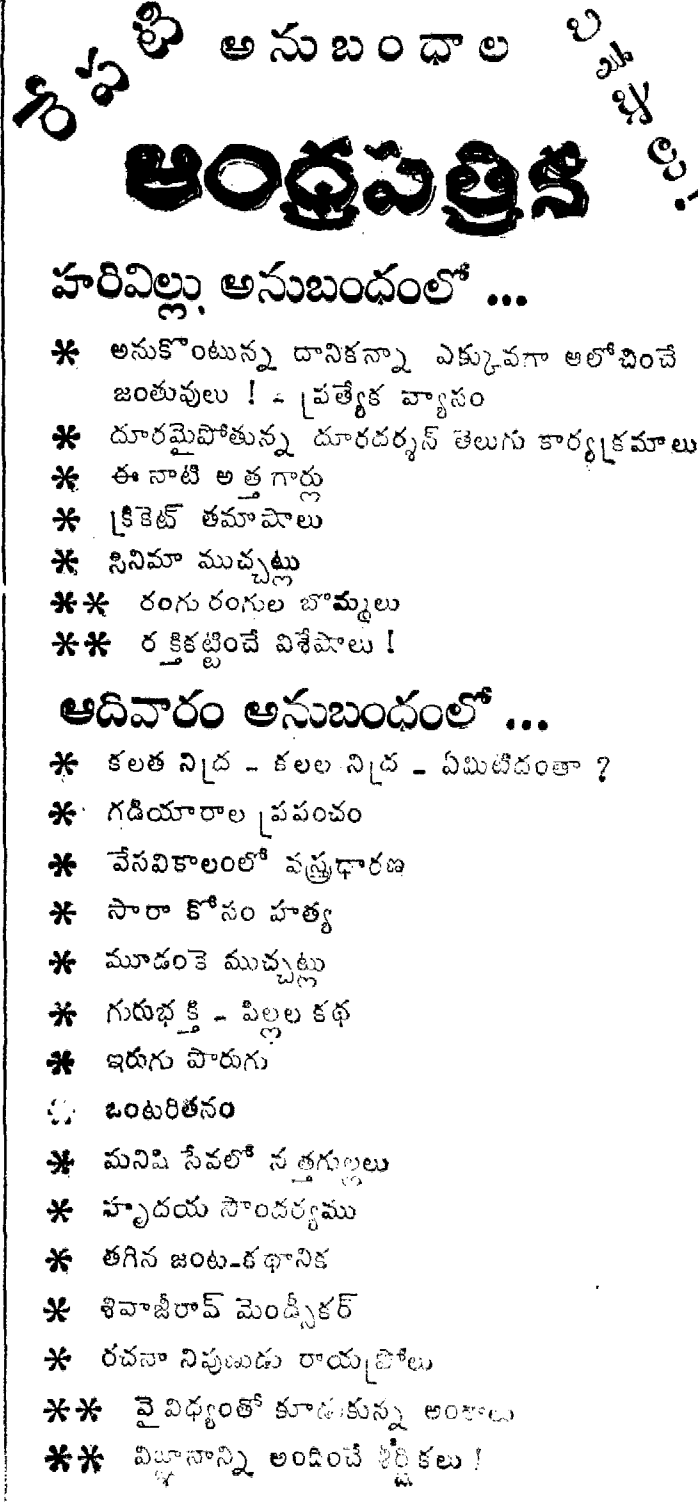 రేపటి అనుబంధాల విశేషాలు!
ఆంధ్రపత్రిక
హరివిల్లు అనుబంధంలో ...
* అనుకొంటున్న దానికన్నా ఎక్కువగా ఆలోచించే
జంతువులు ! - ప్రత్యేక వ్యాసం
* దూరమైపోతున్న దూరదర్శన్ తెలుగు కార్యక్రమాలు
* ఈ నాటి అత్తగార్లు
* క్రికెట్ తమాషాలు
* సినిమా ముచ్చట్లు
** రంగు రంగుల బొమ్మలు
** రక్తికట్టించే విశేషాలు !
ఆదివారం అనుబంధంలో ...
* కలత నిద్ర - కలల నిద్ర - ఏమిటిదంతా ?
* గడియారాల ప్రపంచం
* వేసవికాలంలో వస్త్రధారణ
* సారా కోసం హత్య
* మూడంకె ముచ్చట్లు
* గురుభక్తి - పిల్లల కథ
* ఇరుగు పొరుగు
* ఒంటరితనం
* మనిషి సేవలో నత్తగుల్లలు
* హృదయ సౌందర్యము
* తగిన జంట-కథానిక
* శివాజీరావ్ మెండ్సీకర్
* రచనా నిపుణుడు రాయప్రోలు
** వైవిధ్యంతో కూడుకున్న అంశాలు
** విజ్ఞానాన్ని అందించే శీర్షికలు !